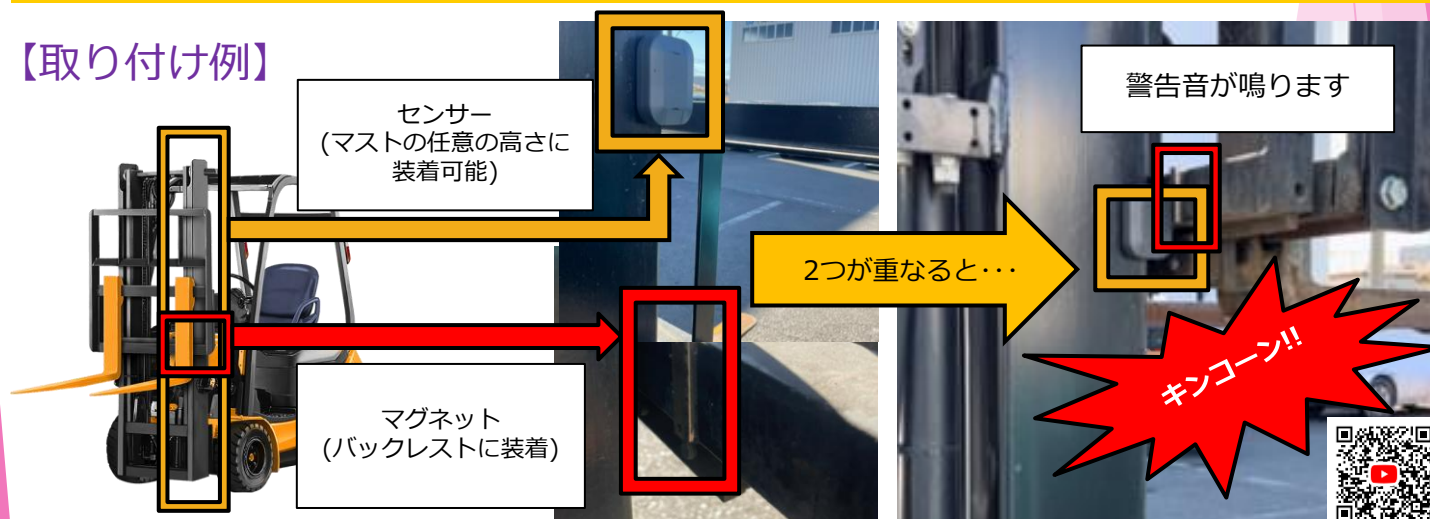 【取り付け例】
センサー
(マストの任意の高さに
装着可能)
マグネット
(バックレストに装着)
2つが重なると･･･
警告音が鳴ります
キンコーン!!